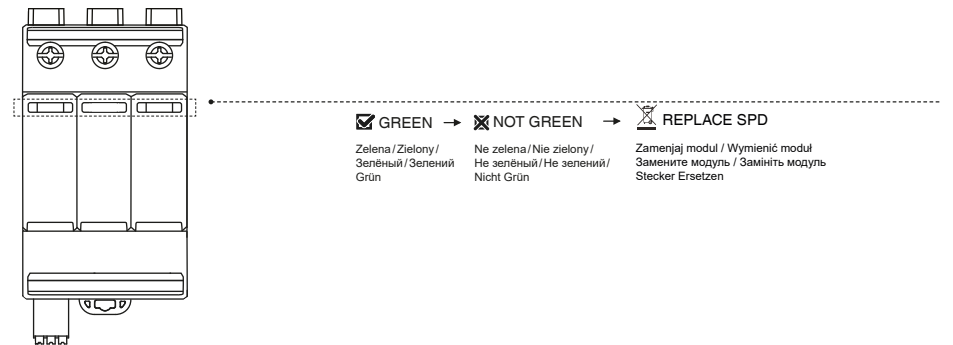 GREEN → NOT GREEN → REPLACE SPD
Zelena/Zielony/
Зелёный/Зелений
Grün
Ne zelena/Nie zielony/
Не зелёный/Не зелений/
Nicht Grün
Zamenjaj modul / Wymienić moduł
Замените модуль / Замініть модуль
Stecker Ersetzen